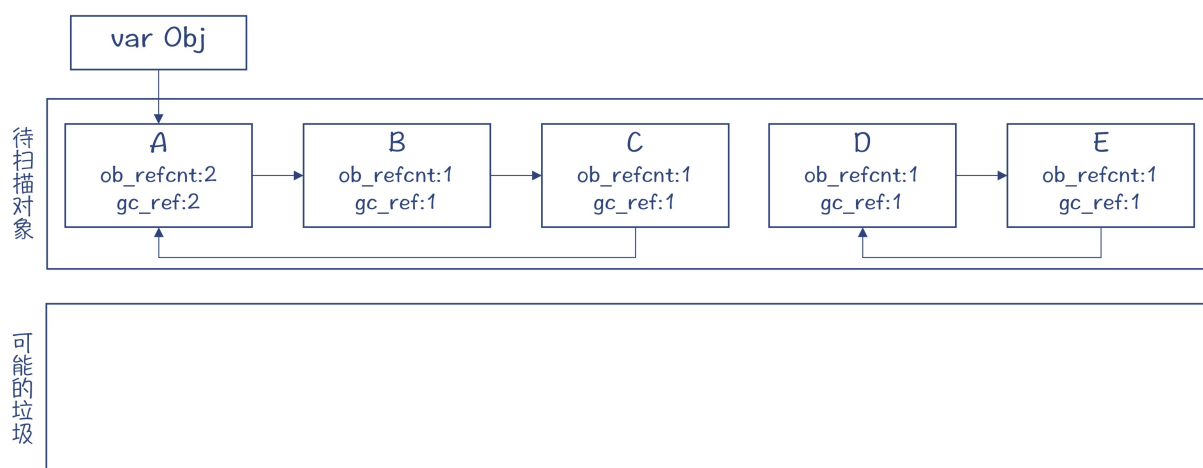 var Obj
待扫描对象
A
ob_refcnt:2
gc_ref:2
B
ob_refcnt:1
gc_ref:1
C
ob_refcnt:1
gc_ref:1
D
ob_refcnt:1
gc_ref:1
E
ob_refcnt:1
gc_ref:1
可能的垃圾